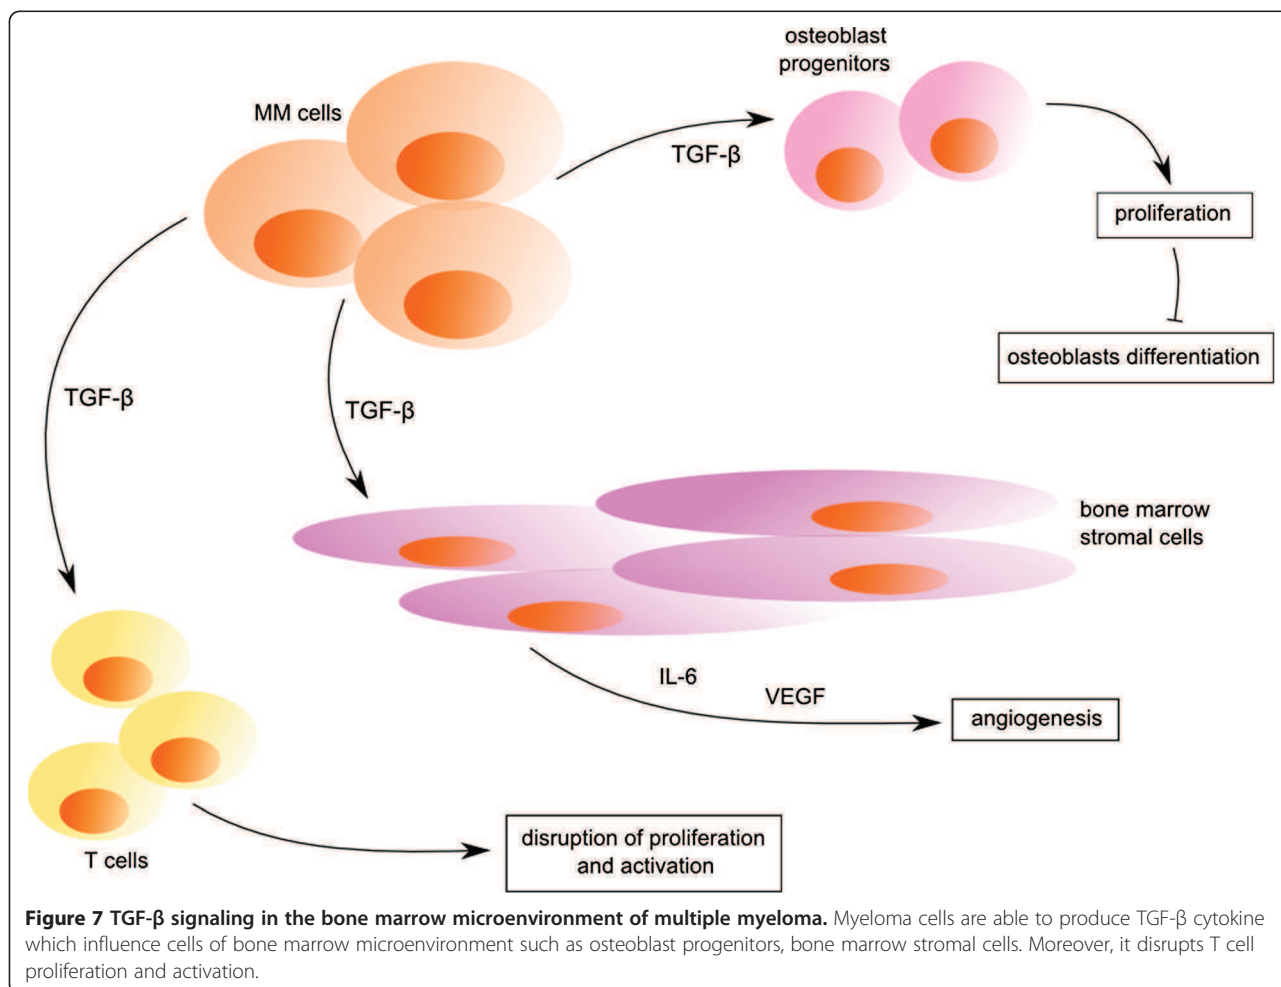 osteoblast
progenitors
MM cells
TGF-β
proliferation
osteoblasts differentiation
TGF-β
TGF-β
bone marrow
stromal cells
IL-6
VEGF
angiogenesis
T cells
disruption of proliferation
and activation
Figure 7 TGF-β signaling in the bone marrow microenvironment of multiple myeloma. Myeloma cells are able to produce TGF-β cytokine
which influence cells of bone marrow microenvironment such as osteoblast progenitors, bone marrow stromal cells. Moreover, it disrupts T cell
proliferation and activation.